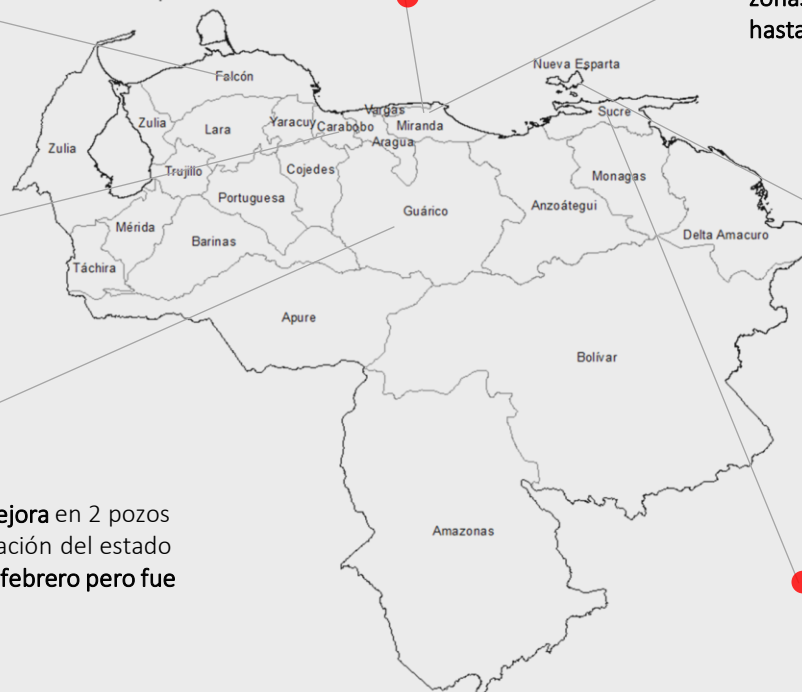 zonas
hasta
Nueva Esparta
Falcón
Vargas
Sucre
Zulia
Lara
Yaracuy
Carabobo
Miranda
Aragua
Zulia
Trujillo
Cojedes
Monagas
Portuguesa
Guárico
Anzoátegui
Mérida
Barinas
Delta Amacuro
Táchira
Apure
Bolívar
ejora en 2 pozos
ación del estado
febrero pero fue
Amazonas